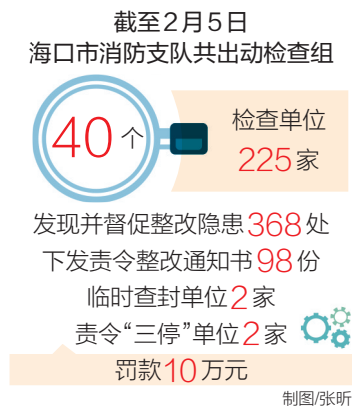 截至2月5日
海口市消防支队共出动检查组
40个
检查单位
225家
发现并督促整改隐患368处
下发责令整改通知书98份
临时查封单位2家
责令“三停”单位2家
罚款10万元
制图/张昕